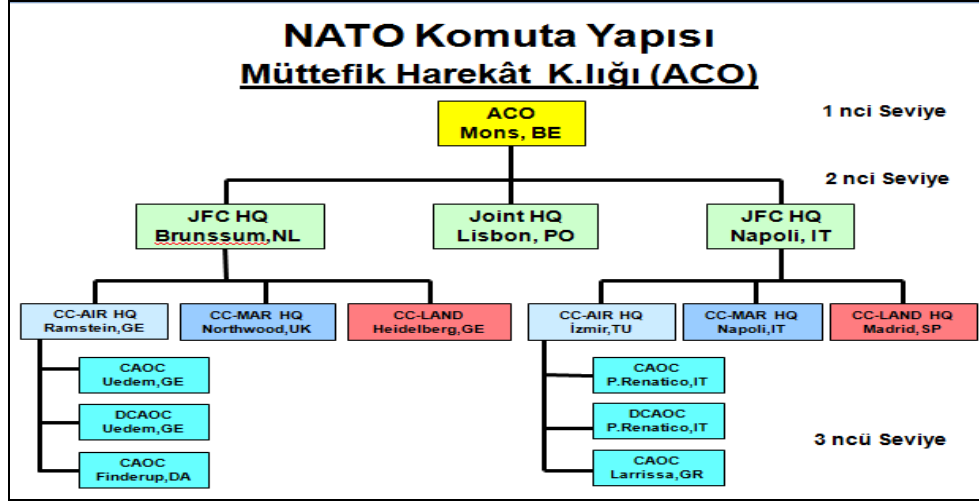 NATO Komuta Yapısı
Müttefik Harekât K.lığı (ACO)
ACO
Mons, BE
1 nci Seviye
2 nci Seviye
JFC HQ
Brunssum,NL
Joint HQ
Lisbon, PO
JFC HQ
Napoli, IT
CC-AIR HQ
Ramstein,GE
CC-MAR HQ
Northwood,UK
CC-LAND
Heidelberg,GE
CC-AIR HQ
İzmir,TU
CC-MAR HQ
Napoli,IT
CC-LAND HQ
Madrid,SP
CAOC
Uedem,GE
DCAOC
Uedem,GE
CAOC
Finderup,DA
CAOC
P.Renatico,IT
DCAOC
P.Renatico,IT
CAOC
Larrissa,GR
3 ncü Seviye